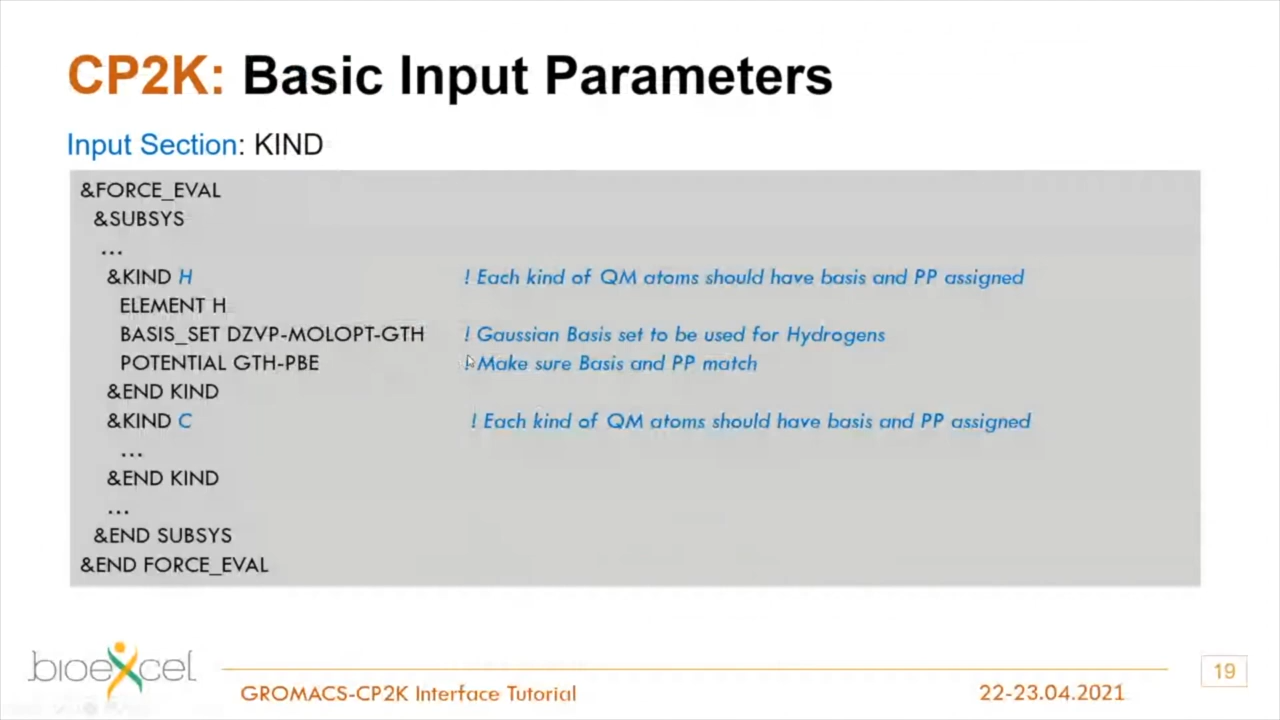 CP2K: Basic Input Parameters
Input Section: KIND
&FORCE_EVAL
&SUBSYS
...
&KIND H ! Each kind of QM atoms should have basis and PP assigned
ELEMENT H
BASIS_SET DZVP-MOLOPT-GTH ! Gaussian Basis set to be used for Hydrogens
POTENTIAL GTH-PBE ! Make sure Basis and PP match
&END KIND
&KIND C ! Each kind of QM atoms should have basis and PP assigned
...
&END KIND
...
&END SUBSYS
&END FORCE_EVAL
bioexcel
GROMACS-CP2K Interface Tutorial
22-23.04.2021
19